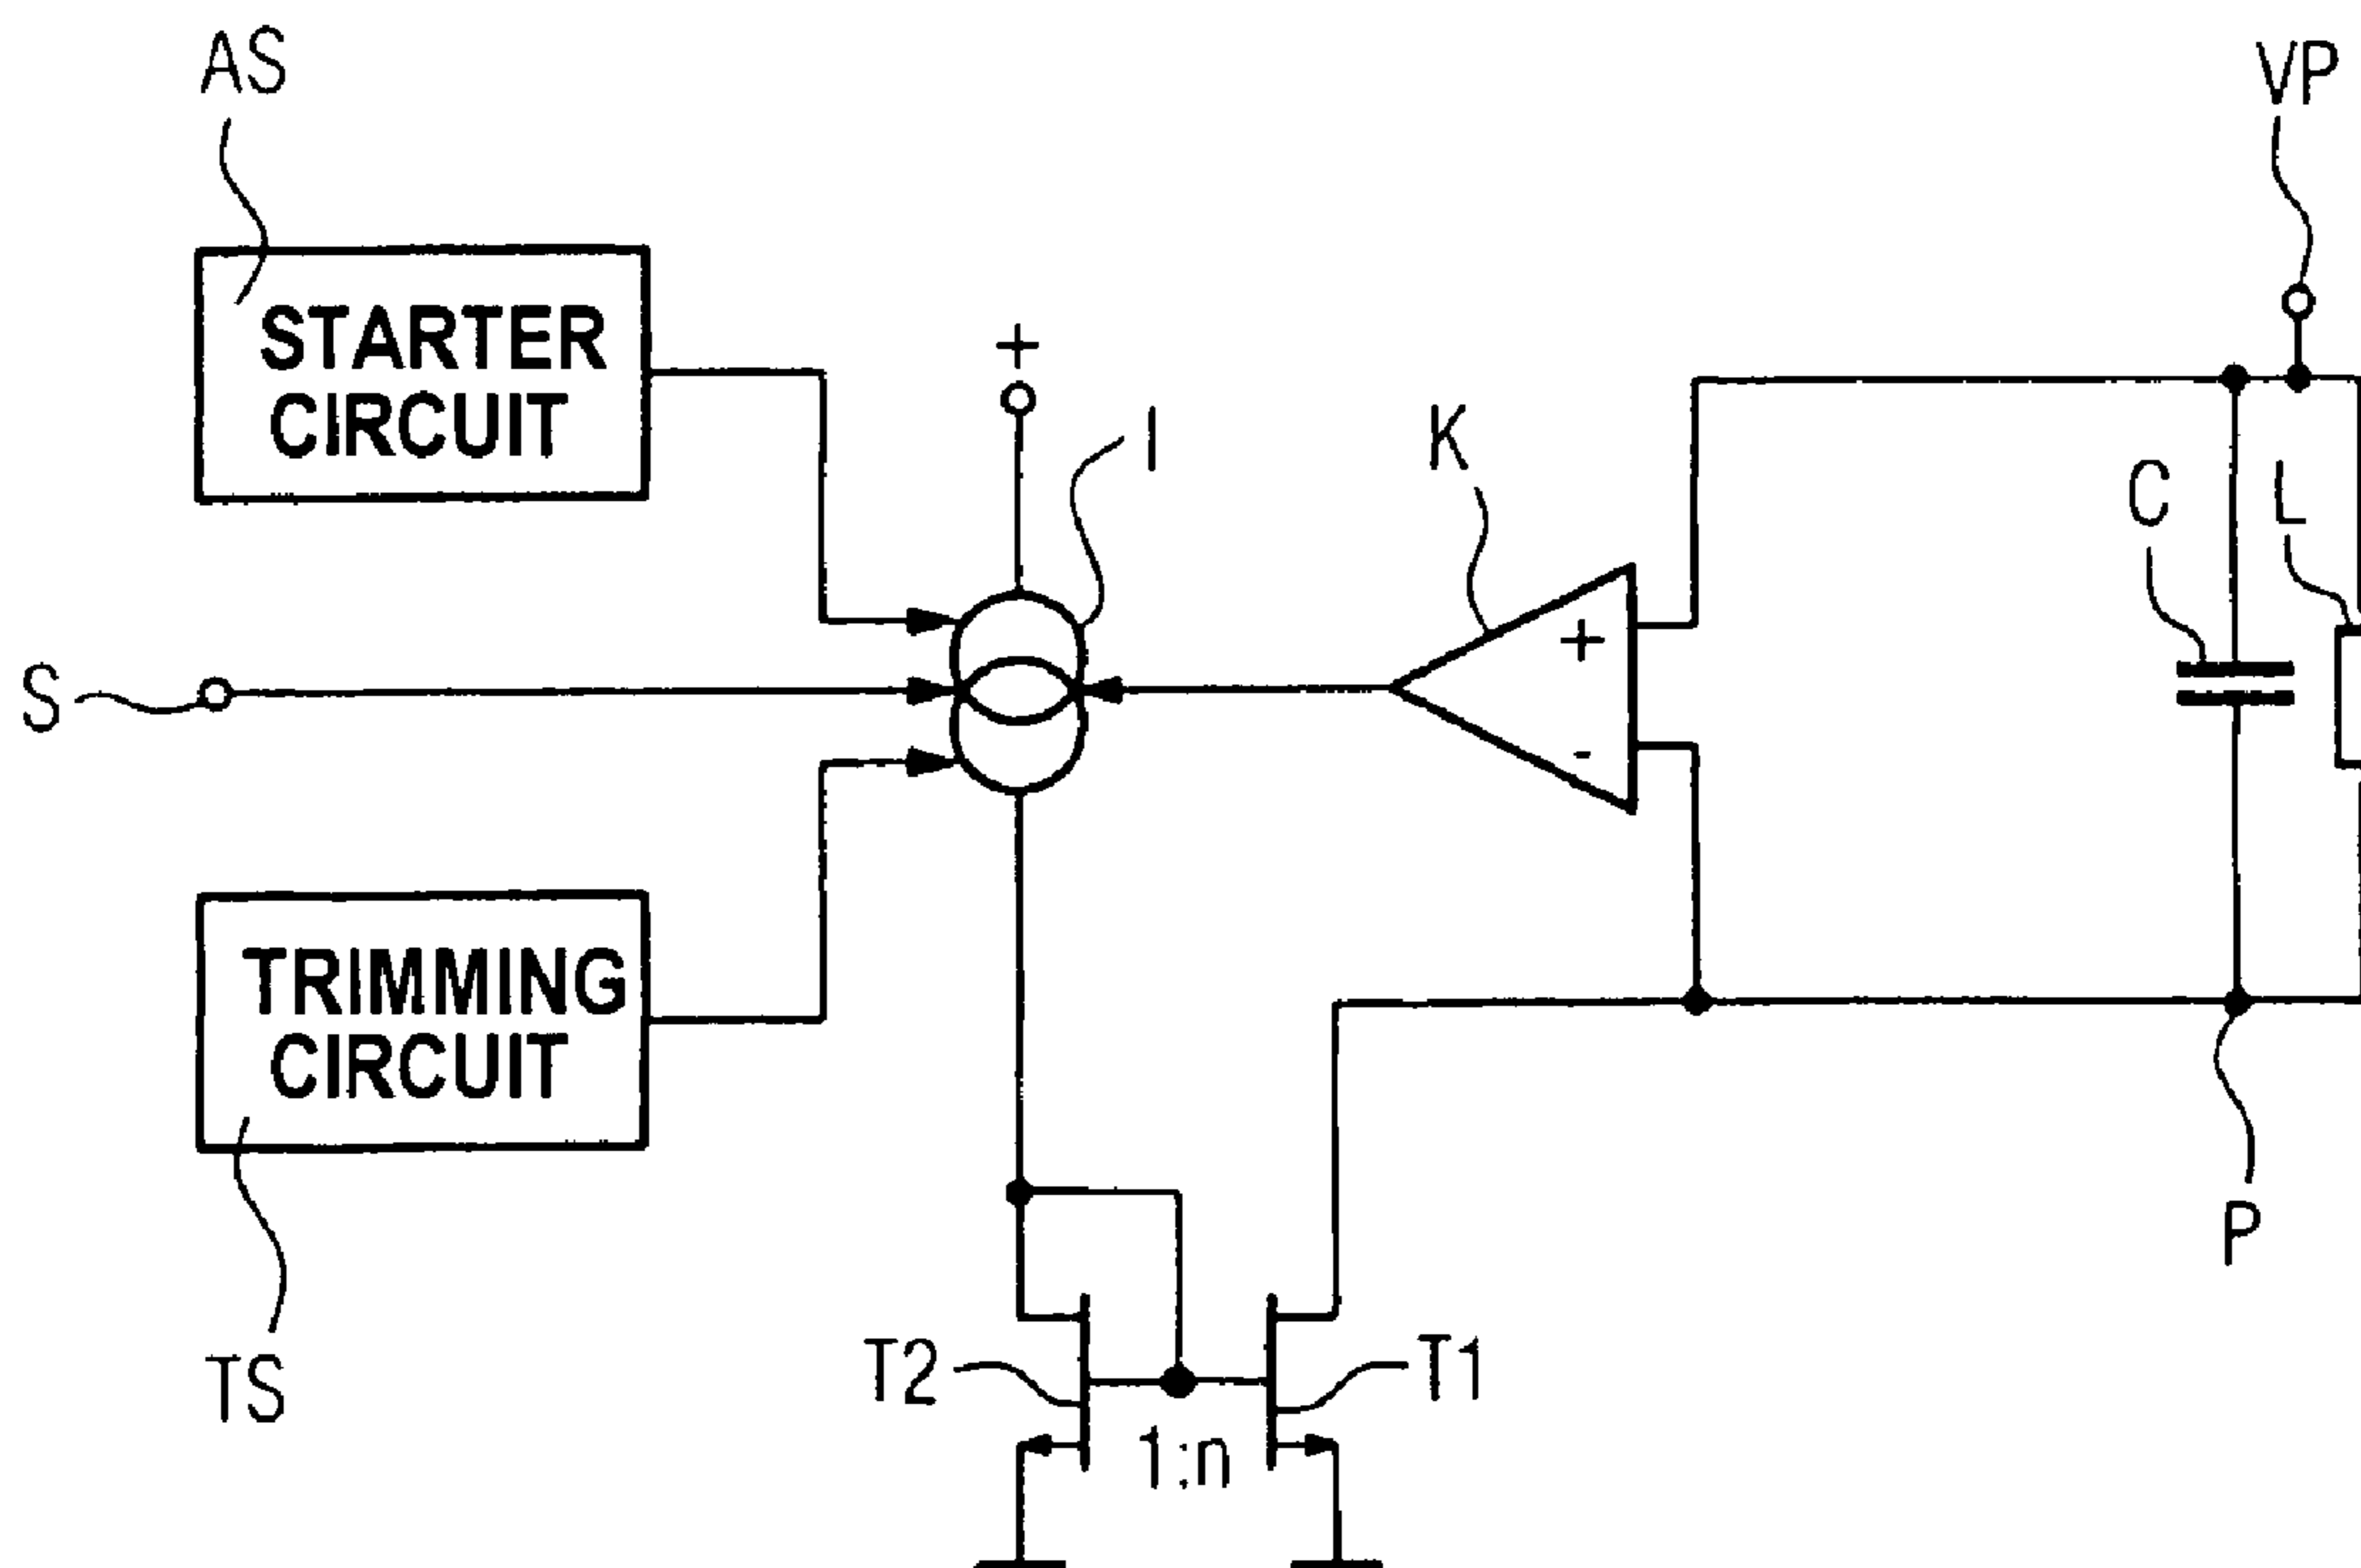 AS
VP
STARTER
CIRCUIT
+
I
K
C
L
+
S
-
TRIMMING
CIRCUIT
P
T2
T1
TS
1:n